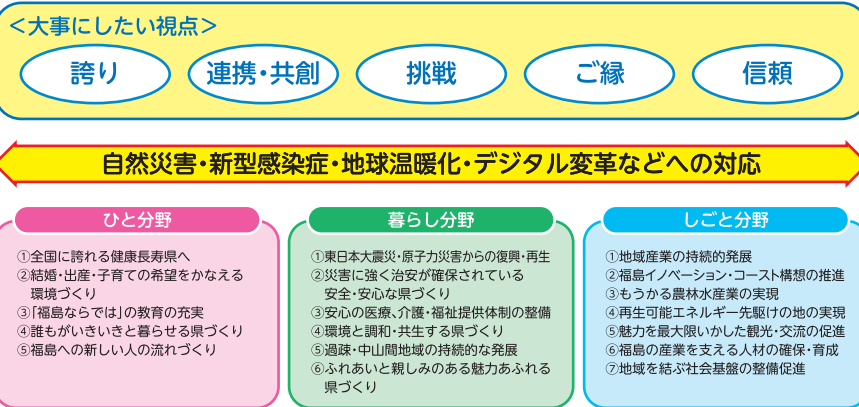 <大事にしたい視点>
誇り
連携・共創
挑戦
ご縁
信頼
自然災害・新型感染症・地球温暖化・デジタル変革などへの対応
ひと分野
①全国に誇れる健康長寿県へ
②結婚・出産・子育ての希望をかなえる
環境づくり
③「福島ならでは」の教育の充実
④誰もがいきいきと暮らせる県づくり
⑤福島への新しい人の流れづくり
暮らし分野
①東日本大震災・原子力災害からの復興・再生
②災害に強く治安が確保されている
安全・安心な県づくり
③安心の医療、介護・福祉提供体制の整備
④環境と調和・共生する県づくり
⑤過疎・中山間地域の持続的な発展
⑥ふれあいと親しみのある魅力あふれる
県づくり
しごと分野
①地域産業の持続的発展
②福島イノベーション・コースト構想の推進
③もうかる農林水産業の実現
④再生可能エネルギー先駆けの地の実現
⑤魅力を最大限いかした観光・交流の促進
⑥福島の産業を支える人材の確保・育成
⑦地域を結ぶ社会基盤の整備促進